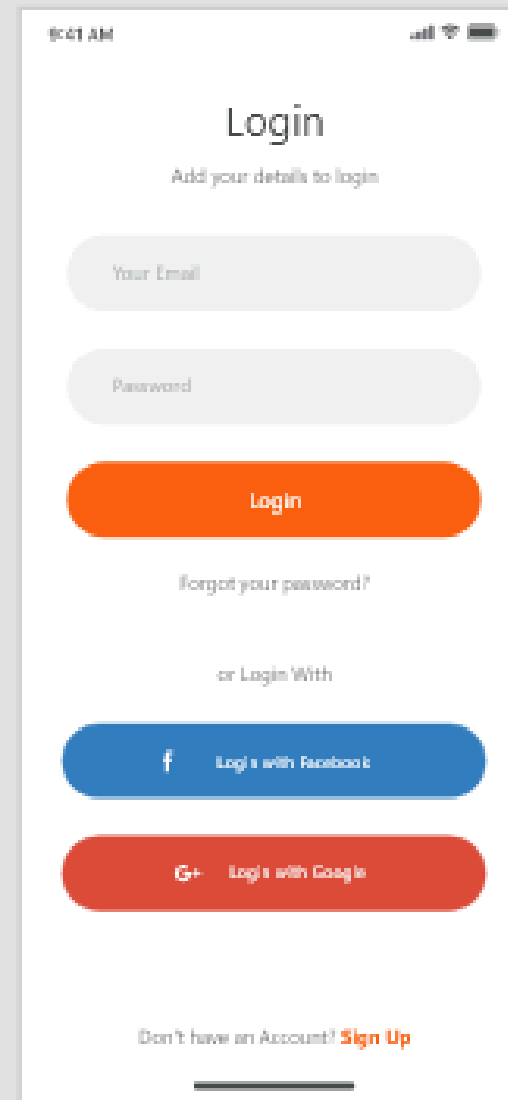 9:41 AM
Login
Add your details to login
Your Email
Password
Login
Forgot your password?
or Login With
f Login with Facebook
G+ Login with Google
Don't have an Account? Sign Up